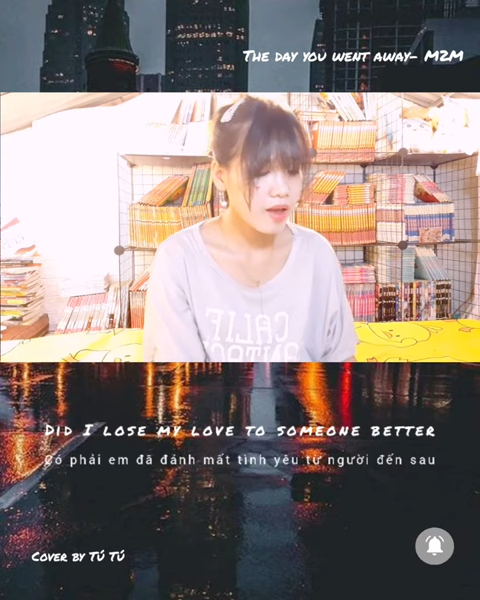 The day you went away- M2M
Did I lose my love to someone better
Có phải em đã đánh mất tình yêu từ người đến sau
Cover by Tú Tú